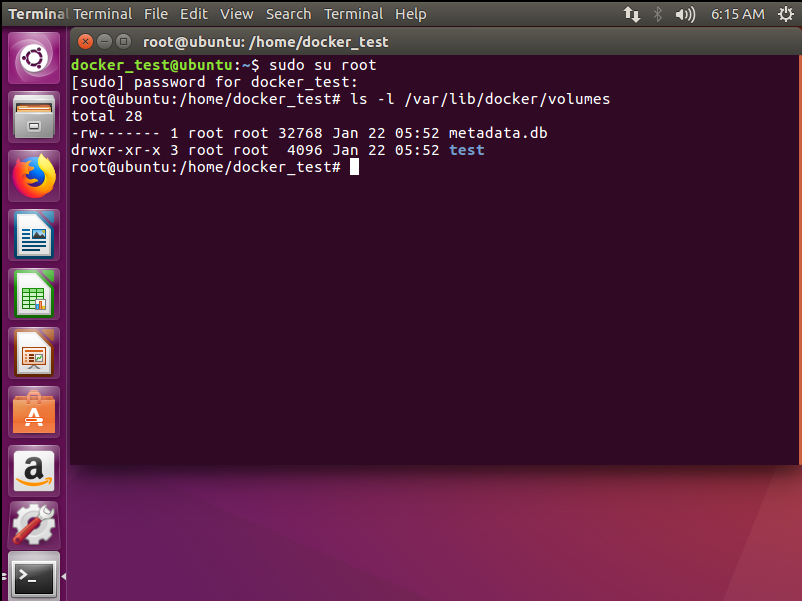 Terminal Terminal File Edit View Search Terminal Help 6:15 AM
root@ubuntu: /home/docker_test
docker_test@ubuntu:~$ sudo su root
[sudo] password for docker_test:
root@ubuntu:/home/docker_test# ls -l /var/lib/docker/volumes
total 28
-rw------- 1 root root 32768 Jan 22 05:52 metadata.db
drwxr-xr-x 3 root root  4096 Jan 22 05:52 test
root@ubuntu:/home/docker_test#
A
a
>_